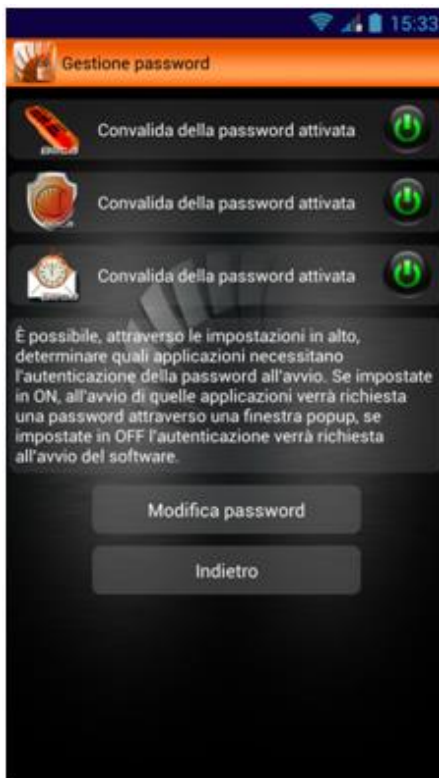 15:33
Gestione password
Convalida della password attivata
Convalida della password attivata
Convalida della password attivata
È possibile, attraverso le impostazioni in alto,
determinare quali applicazioni necessitano
l'autenticazione della password all'avvio. Se impostate
in ON, all'avvio di quelle applicazioni verrà richiesta
una password attraverso una finestra popup, se
impostate in OFF l'autenticazione verrà richiesta
all'avvio del software.
Modifica password
Indietro